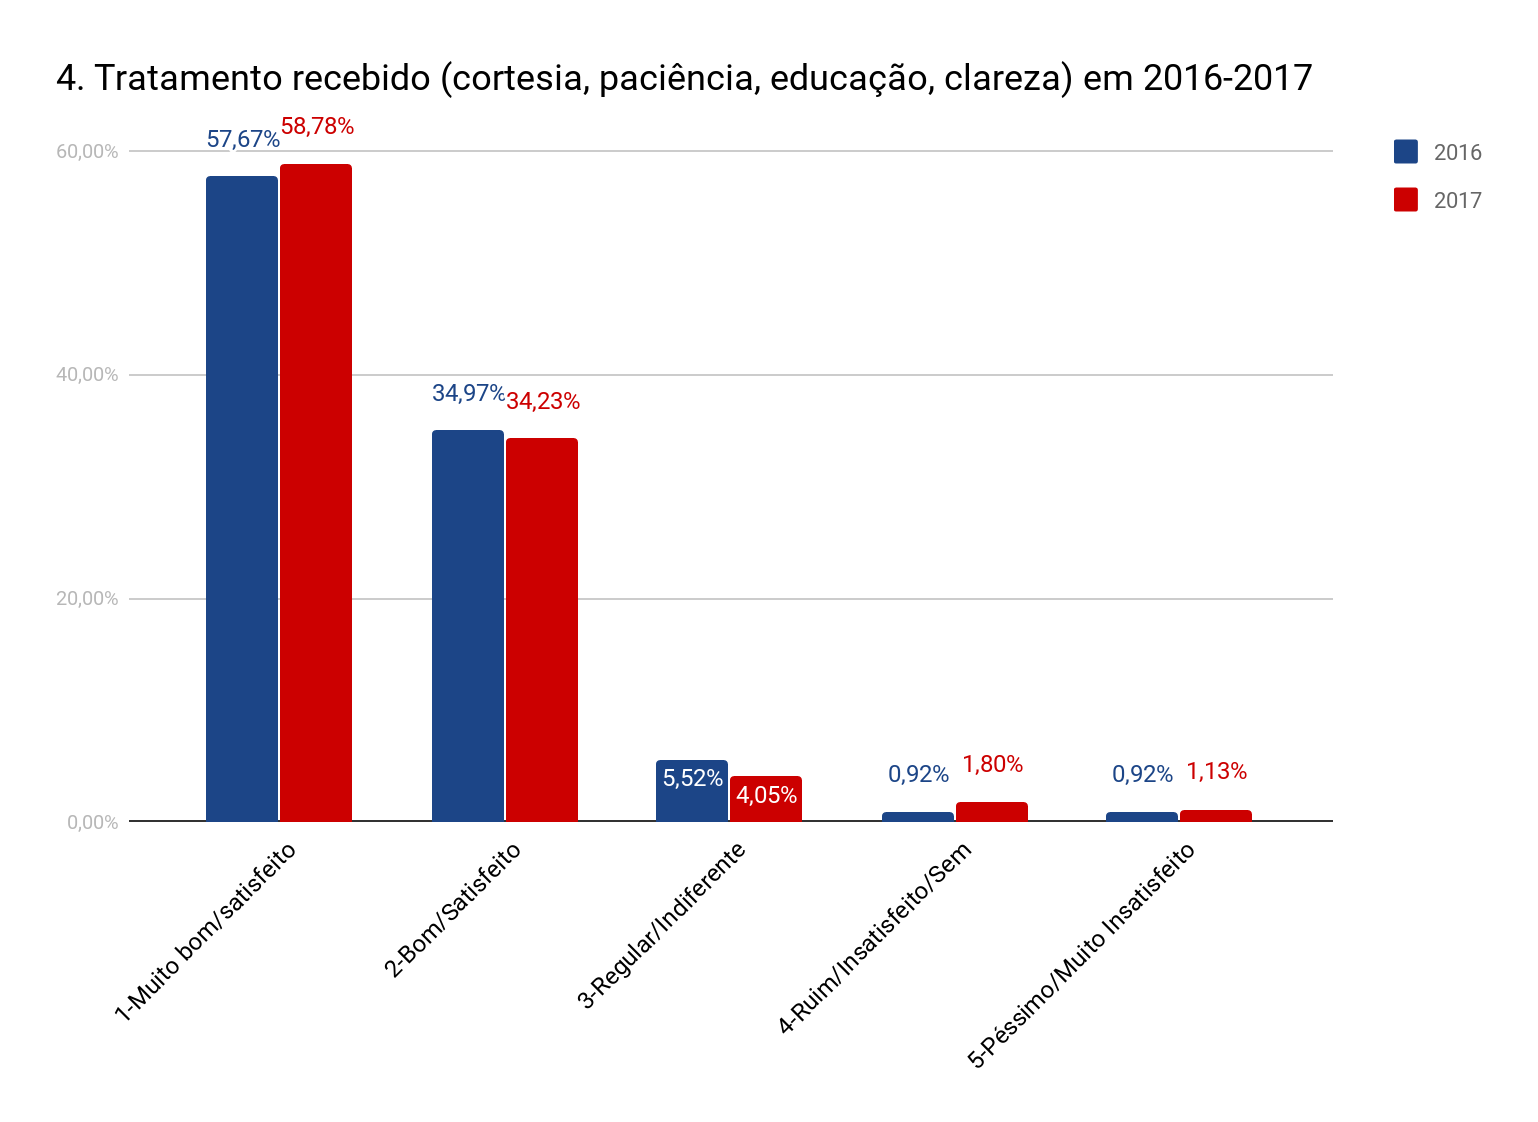 4. Tratamento recebido (cortesia, paciência, educação, clareza) em 2016-2017
57,67%
58,78%
60,00%
2016
2017
40,00%
34,97%
34,23%
20,00%
5,52%
4,05%
0,92%
1,80%
0,92%
1,13%
0,00%
1-Muito bom/satisfeito
2-Bom/Satisfeito
3-Regular/Indiferente
4-Ruim/Insatisfeito/Sem
5-Péssimo/Muito Insatisfeito